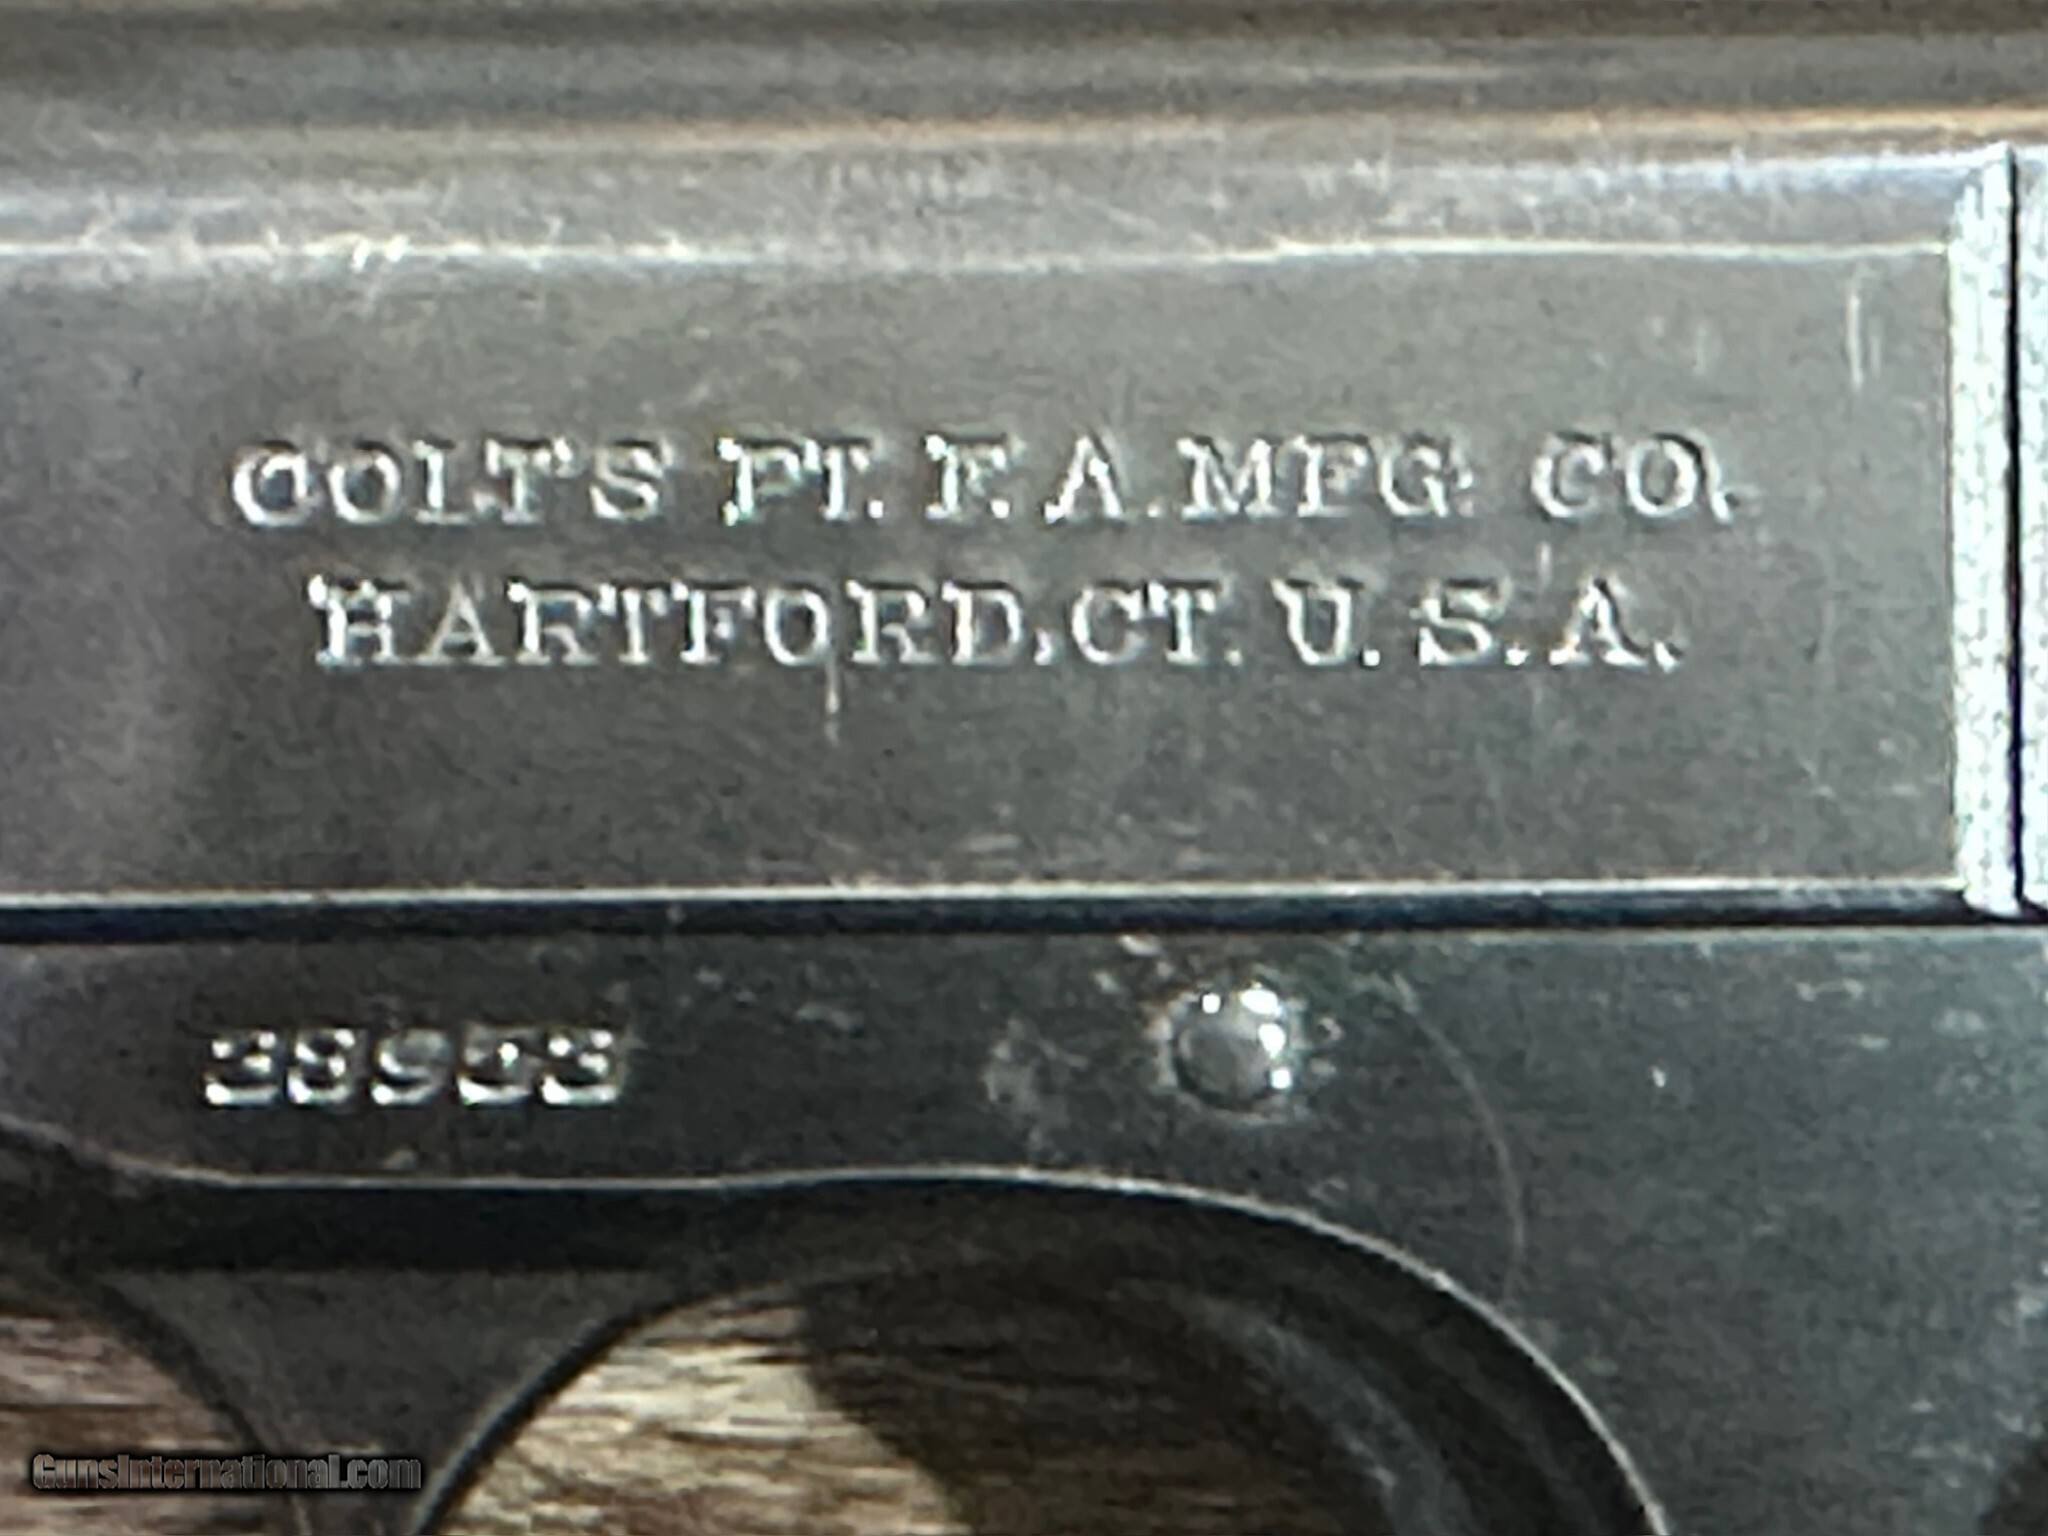 COLT'S PT. F. A. MFG. CO.
HARTFORD, CT. U. S. A.
38953
GunsInternational.com